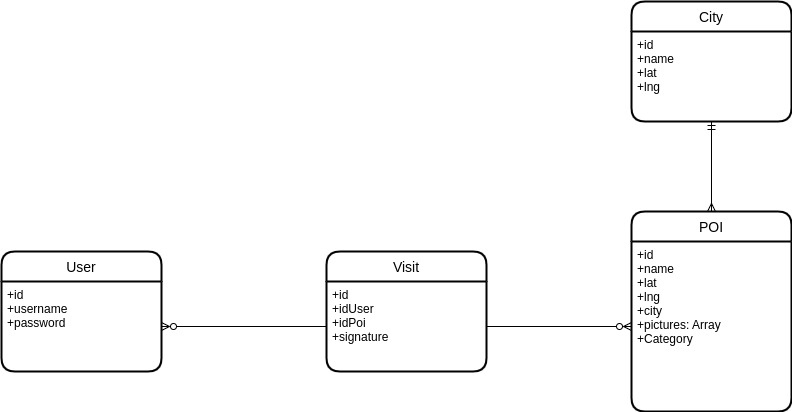 City
+id
+name
+lat
+lng
User
+id
+username
+password
Visit
+id
+idUser
+idPoi
+signature
POI
+id
+name
+lat
+lng
+city
+pictures: Array
+Category